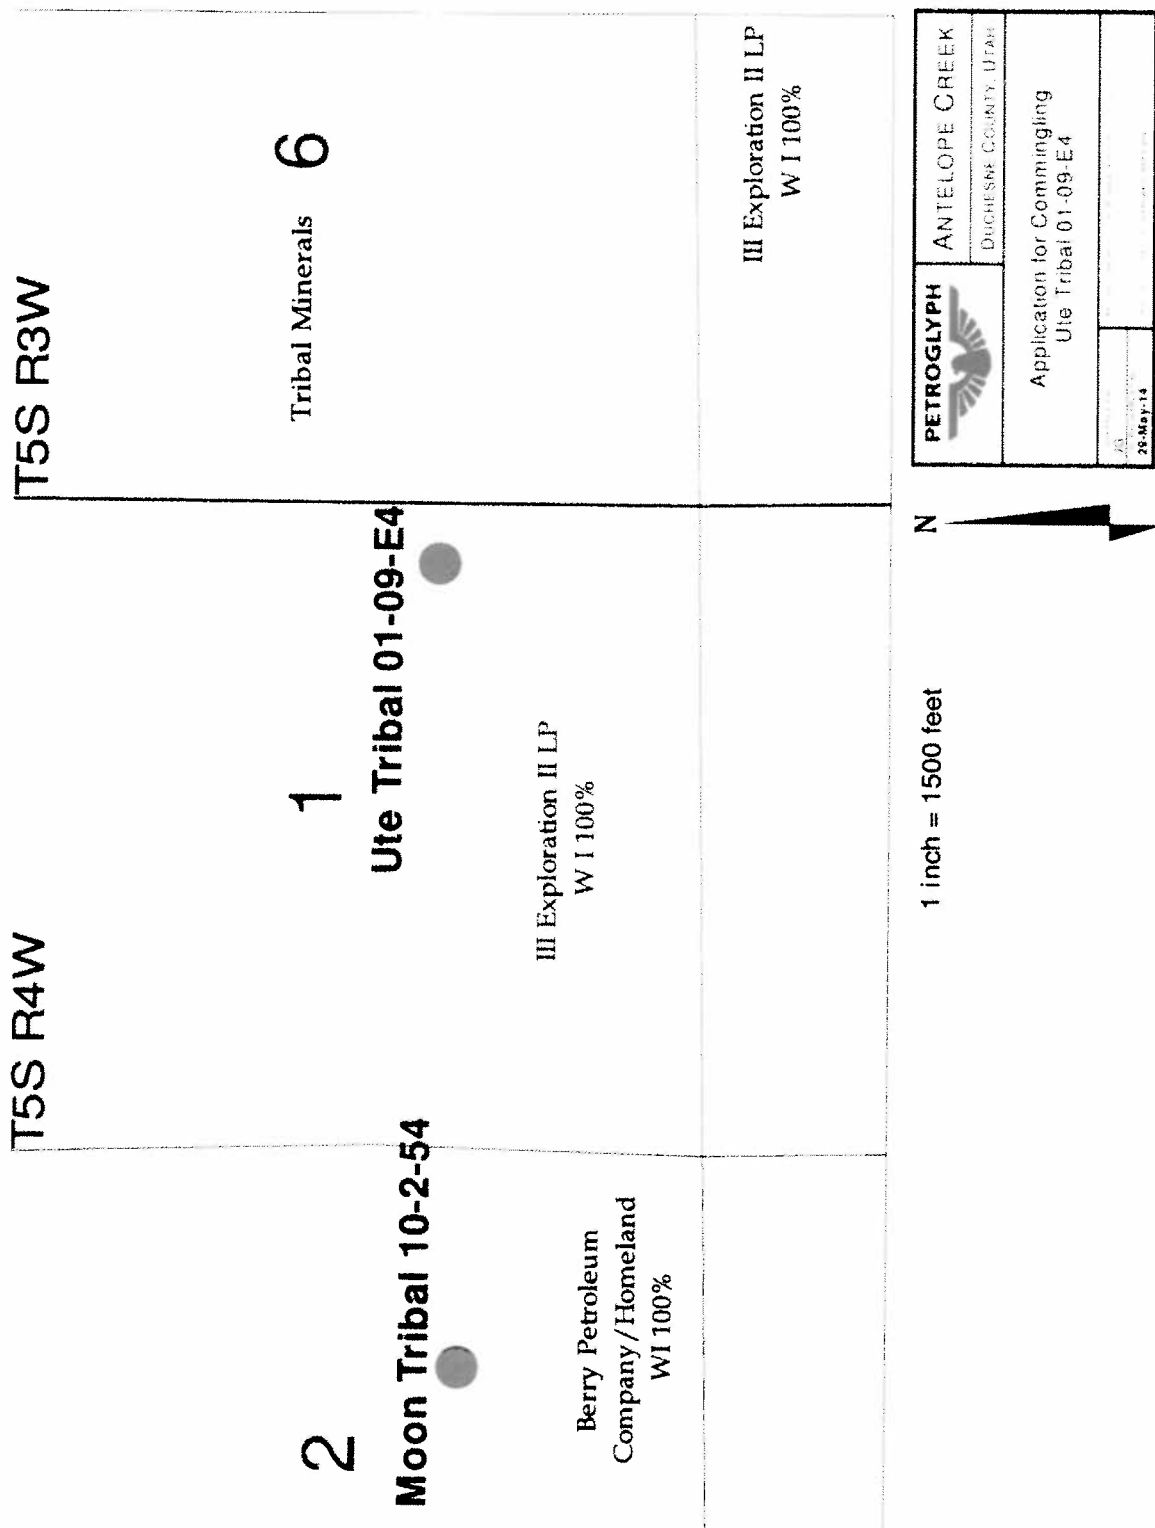 T5S R4W
T5S R3W
2
Moon Tribal 10-2-54
Berry Petroleum
Company/Homeland
WI 100%
1
Ute Tribal 01-09-E4
III Exploration II LP
W I 100%
6
Tribal Minerals
III Exploration II LP
W I 100%
1 inch = 1500 feet
N
PETROGLYPH
ANTELOPE CREEK
DUCHESNE COUNTY, UTAH
Application for Commingling
Ute Tribal 01-09-E4
JG
29-May-14